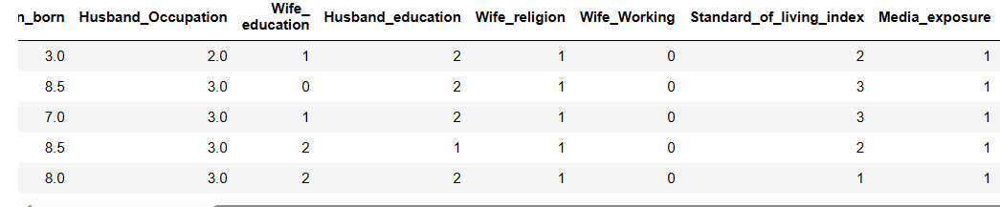 n_born Husband_Occupation Wife_ education Husband_education Wife_religion Wife_Working Standard_of_living_index Media_exposure
3.0 2.0 1 2 1 0 2 1
8.5 3.0 0 2 1 0 3 1
7.0 3.0 1 2 1 0 3 1
8.5 3.0 2 1 1 0 2 1
8.0 3.0 2 2 1 0 1 1